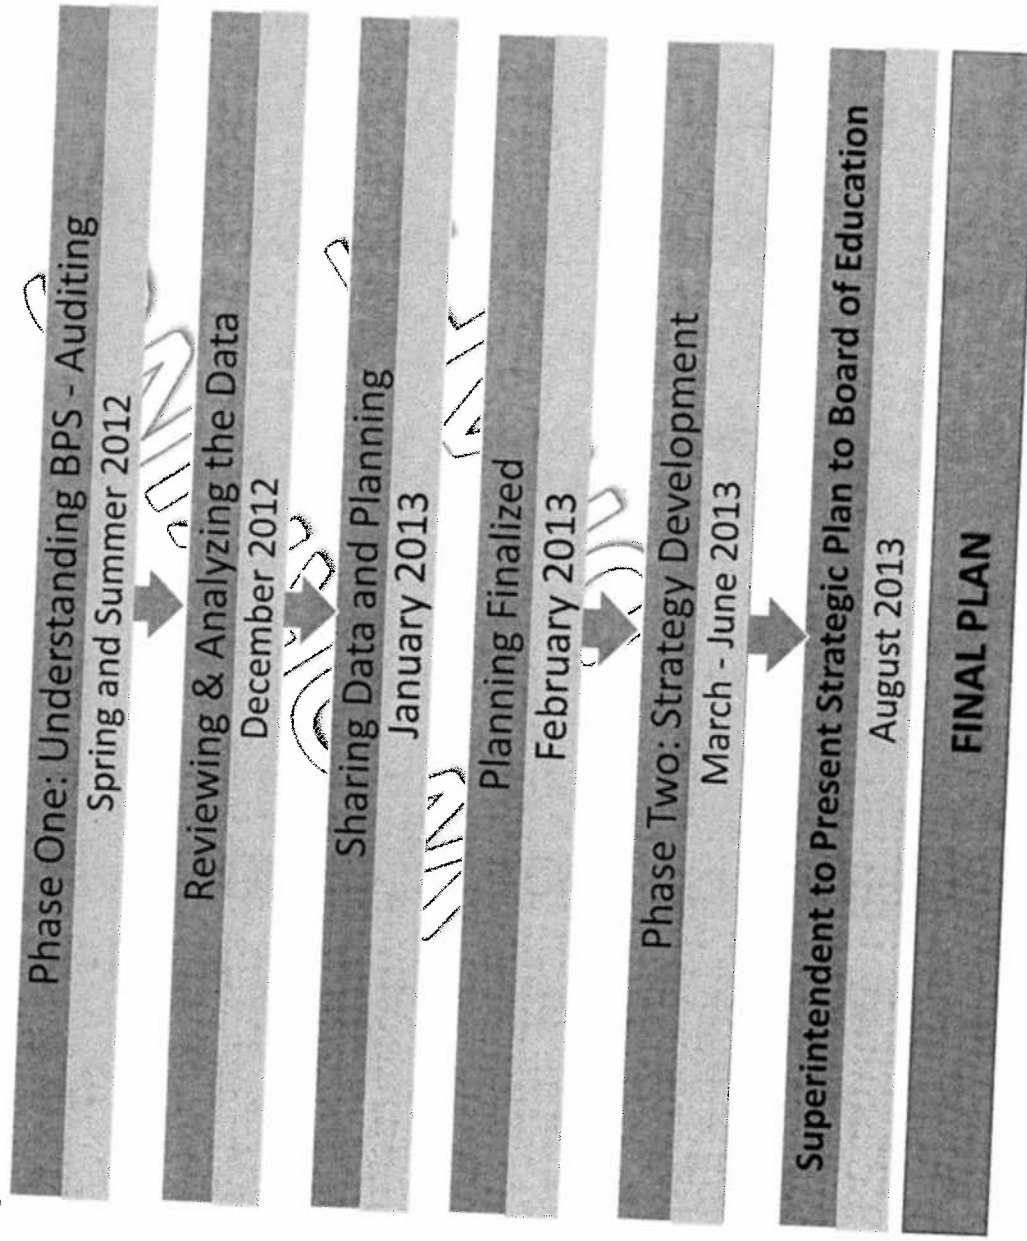 Phase One: Understanding BPS - Auditing
Spring and Summer 2012
Reviewing & Analyzing the Data
December 2012
Sharing Data and Planning
January 2013
Planning Finalized
February 2013
Phase Two: Strategy Development
March - June 2013
Superintendent to Present Strategic Plan to Board of Education
August 2013
FINAL PLAN